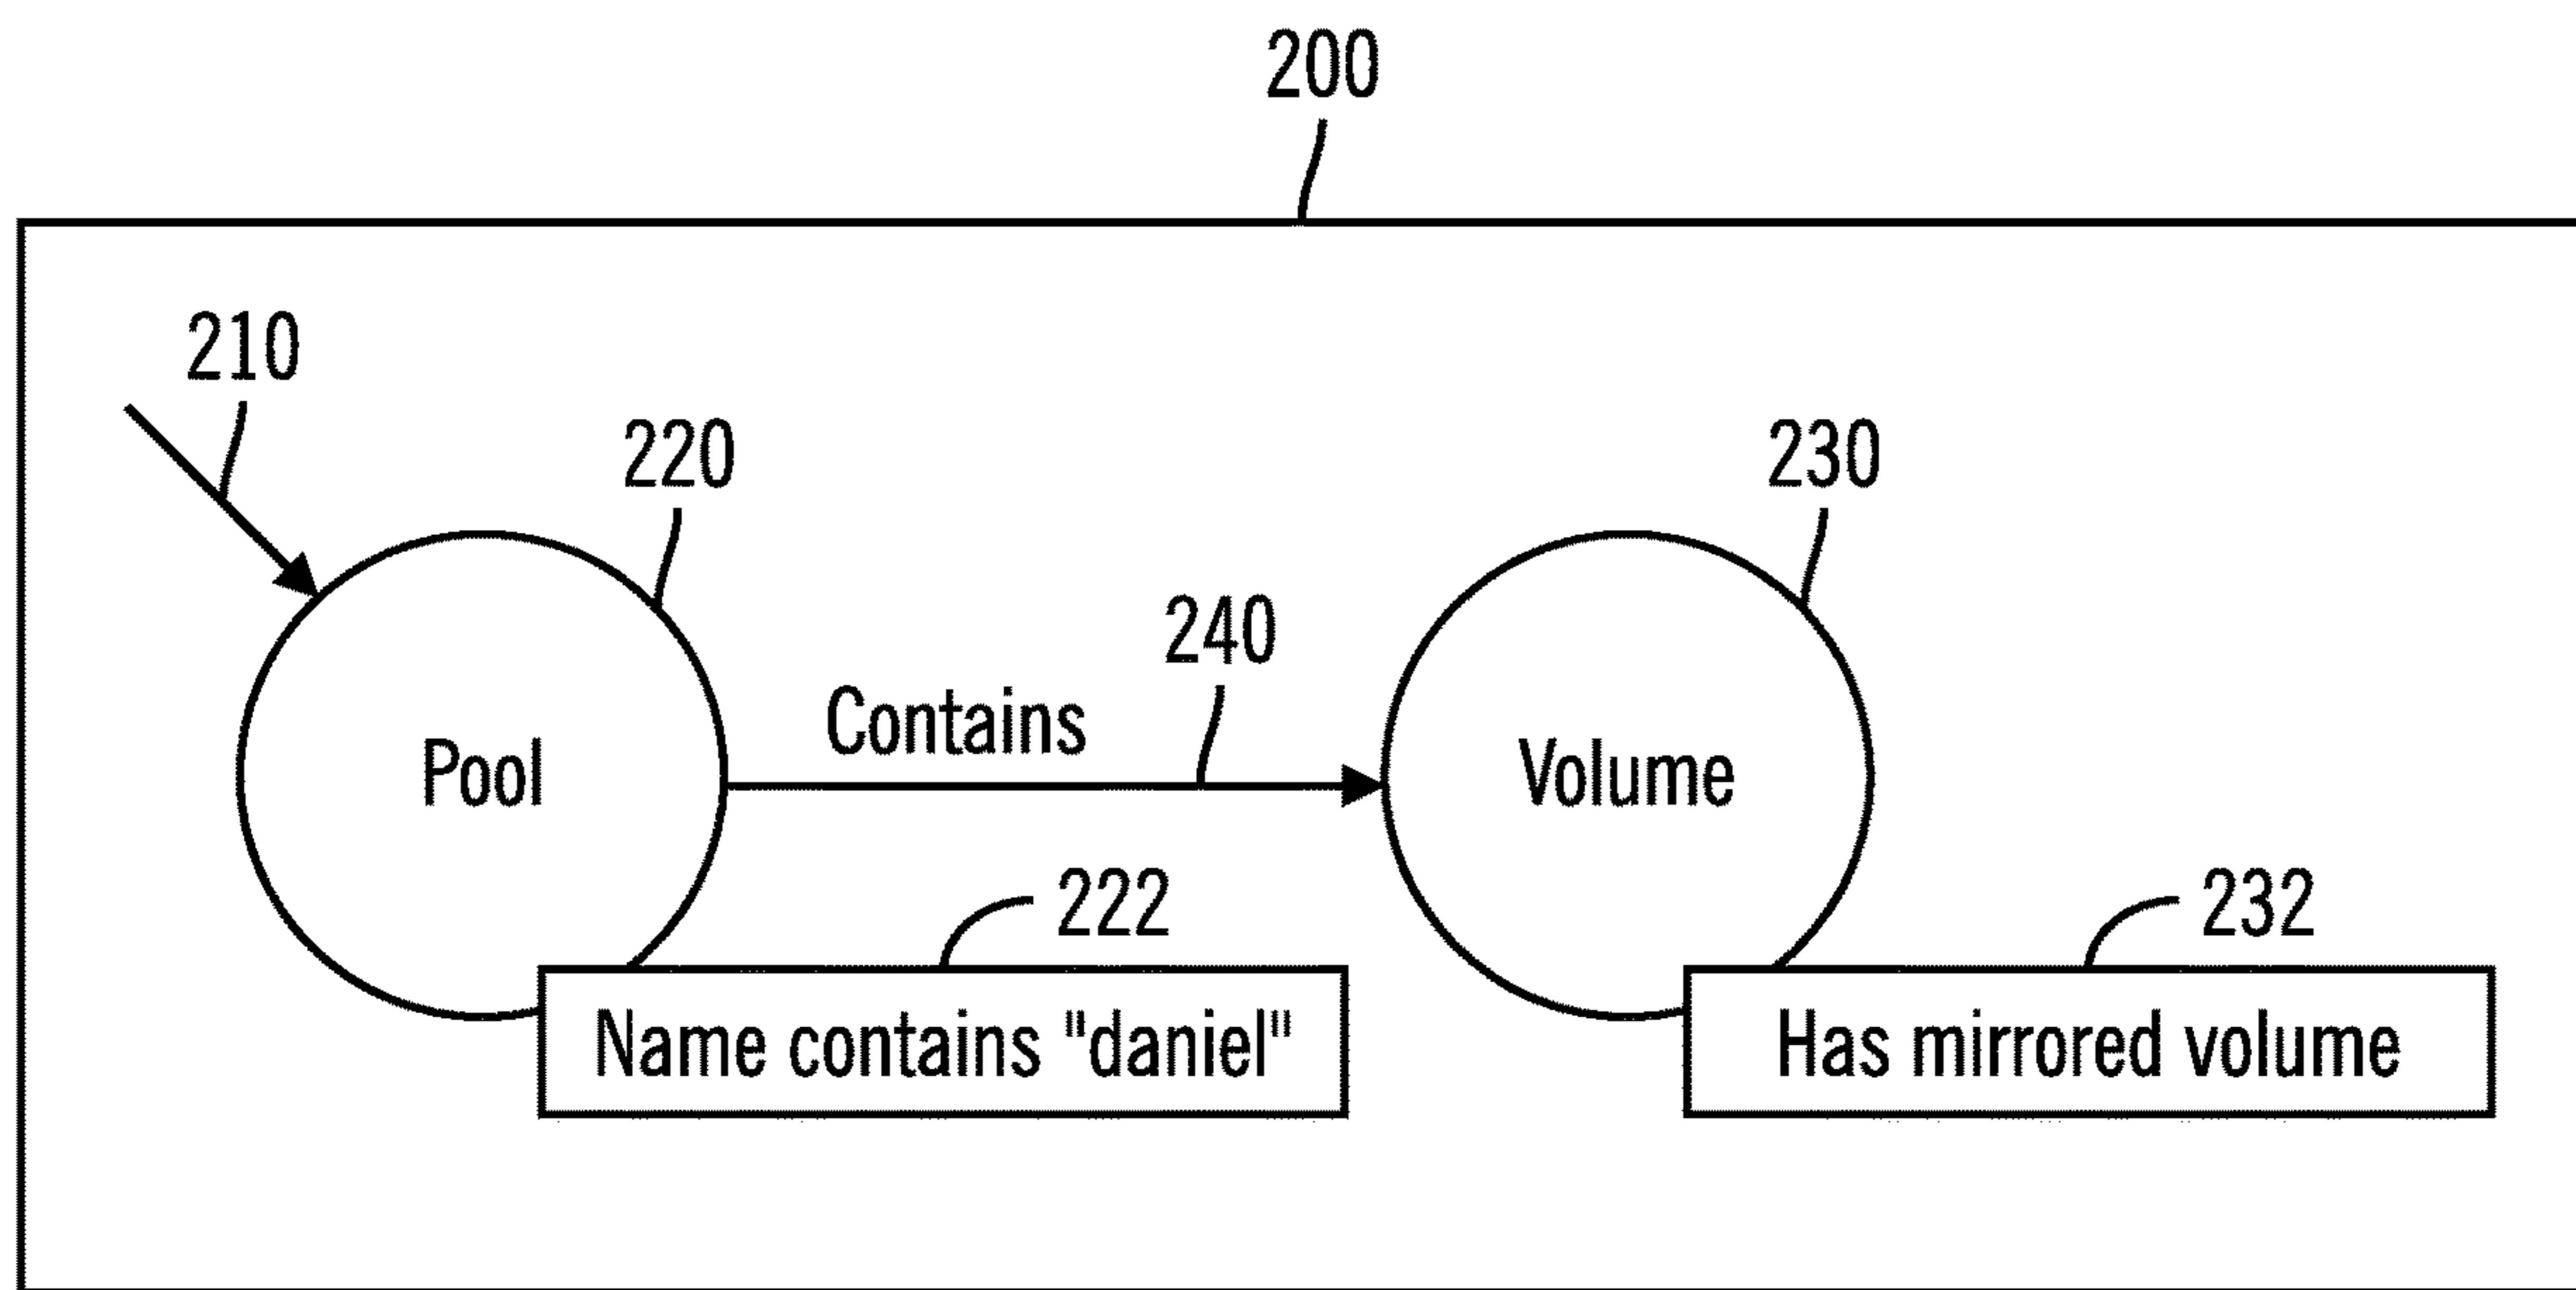 200
210
220
230
240
Contains
Pool
Volume
222
232
Name contains "daniel"
Has mirrored volume